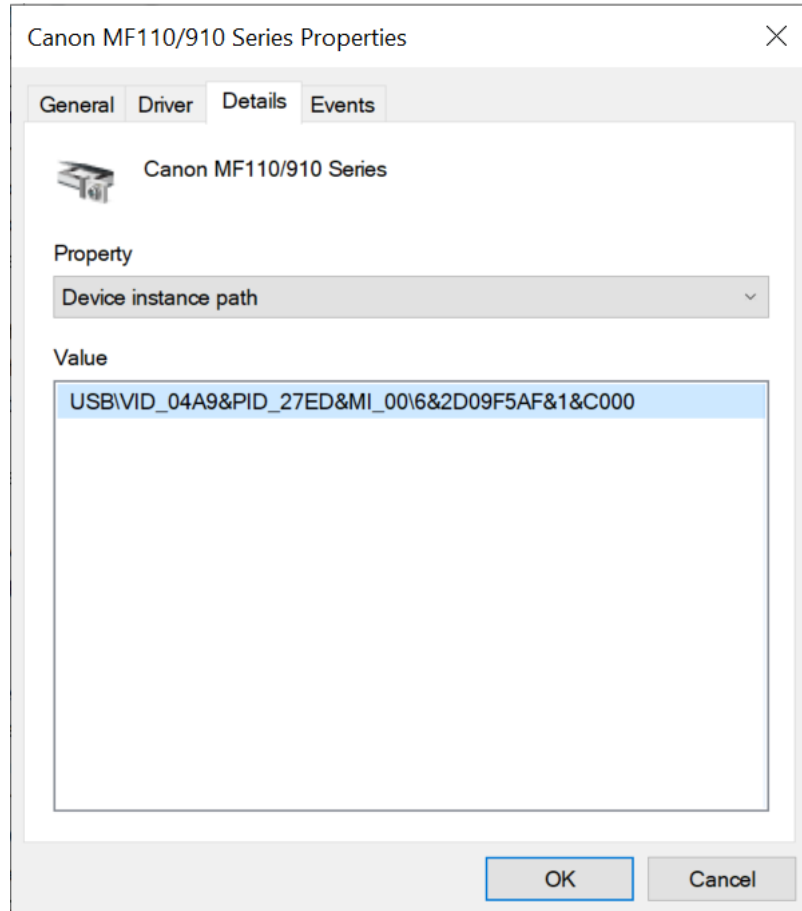 Canon MF110/910 Series Properties
General Driver Details Events
Canon MF110/910 Series
Property
Device instance path
Value
USB\VID_04A9&PID_27ED&MI_00\6&2D09F5AF&1&C000
OK Cancel